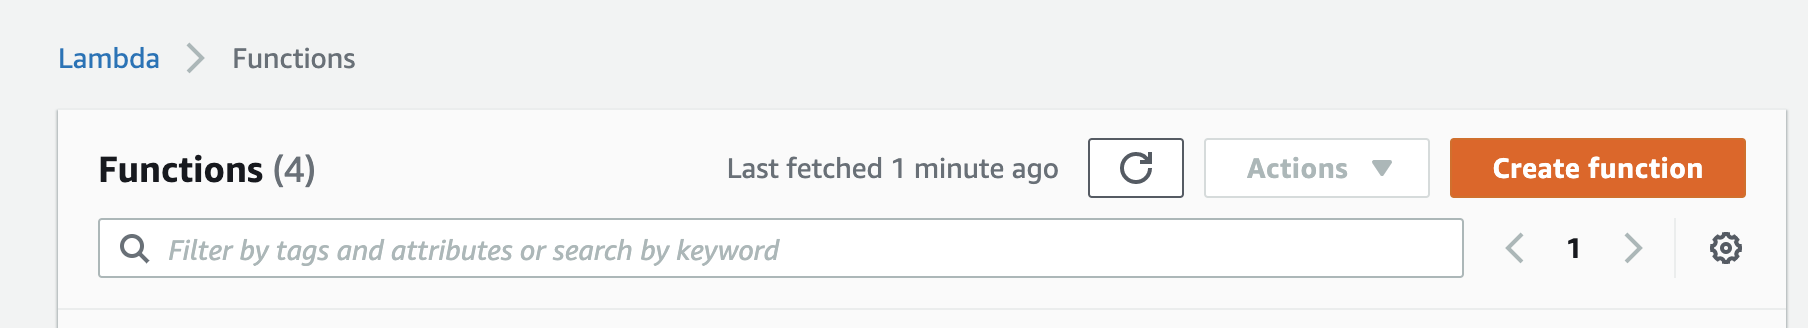 Lambda Functions
Functions (4) Last fetched 1 minute ago Actions Create function
Filter by tags and attributes or search by keyword 1